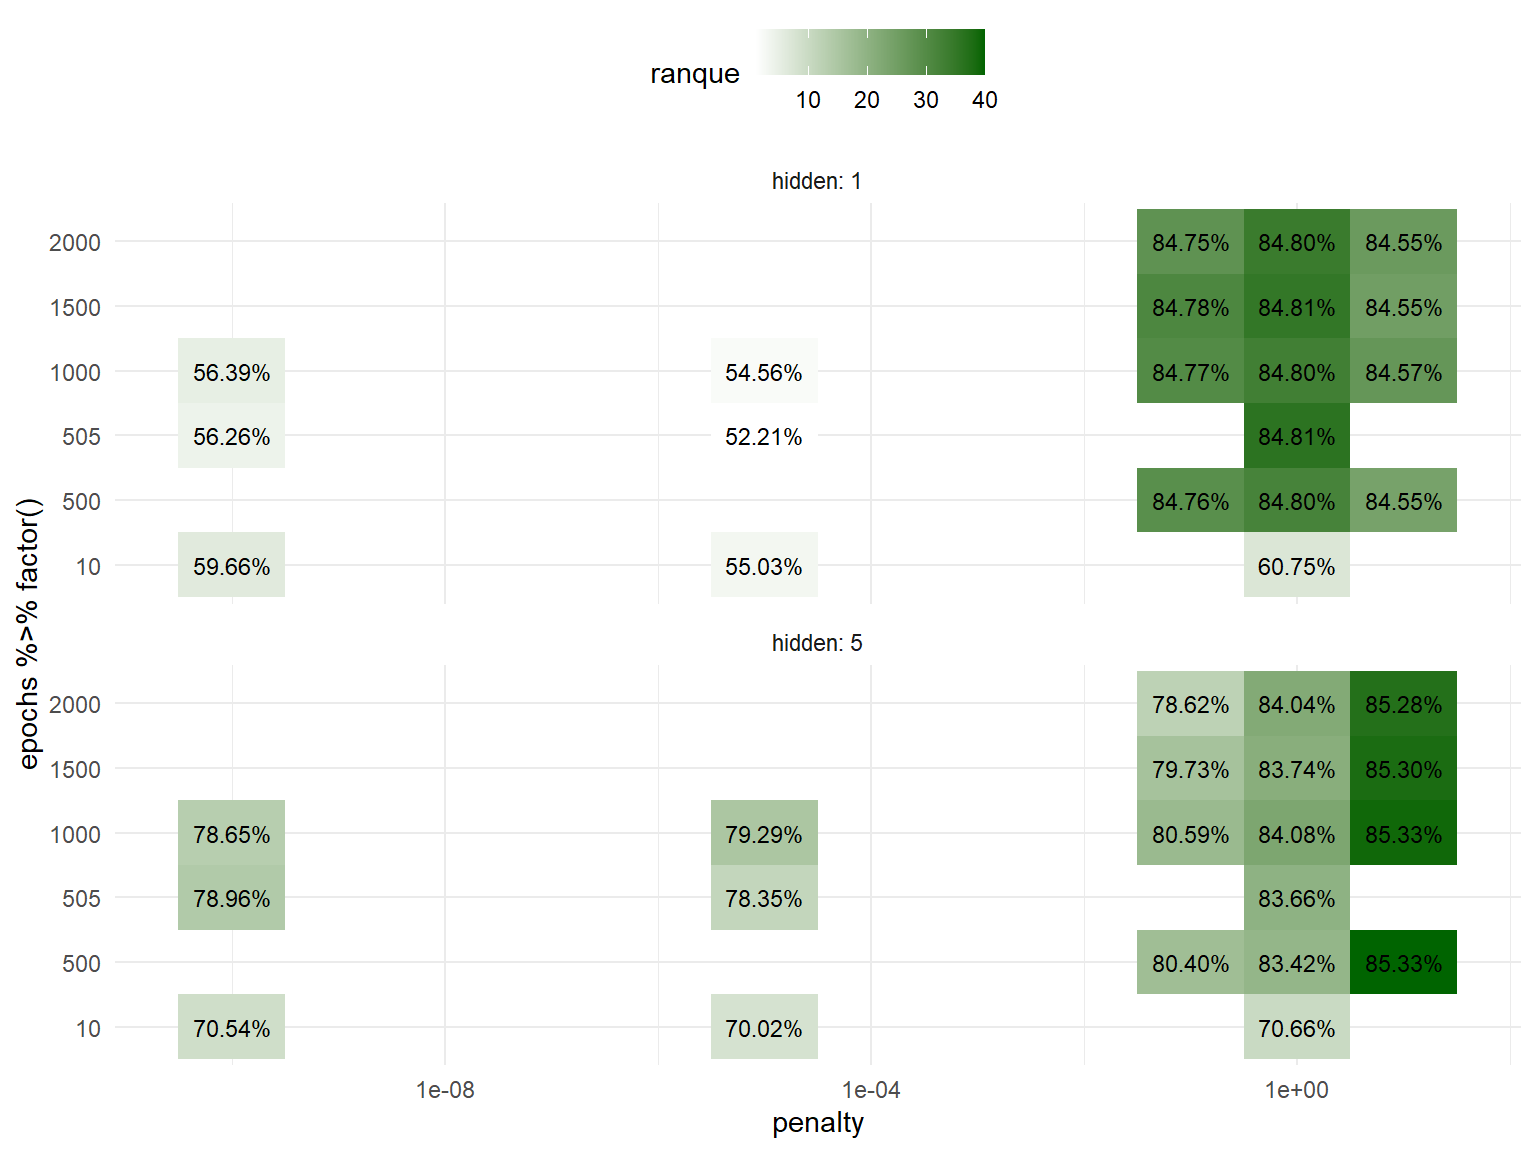 ranque
10 20 30 40
hidden: 1
2000 84.75% 84.80% 84.55%
1500 84.78% 84.81% 84.55%
1000 56.39% 54.56% 84.77% 84.80% 84.57%
505 56.26% 52.21% 84.81%
500 84.76% 84.80% 84.55%
10 59.66% 55.03% 60.75%
epochs %>% factor()
hidden: 5
2000 78.62% 84.04% 85.28%
1500 79.73% 83.74% 85.30%
1000 78.65% 79.29% 80.59% 84.08% 85.33%
505 78.96% 78.35% 83.66%
500 80.40% 83.42% 85.33%
10 70.54% 70.02% 70.66%
1e-08 1e-04 1e+00
penalty